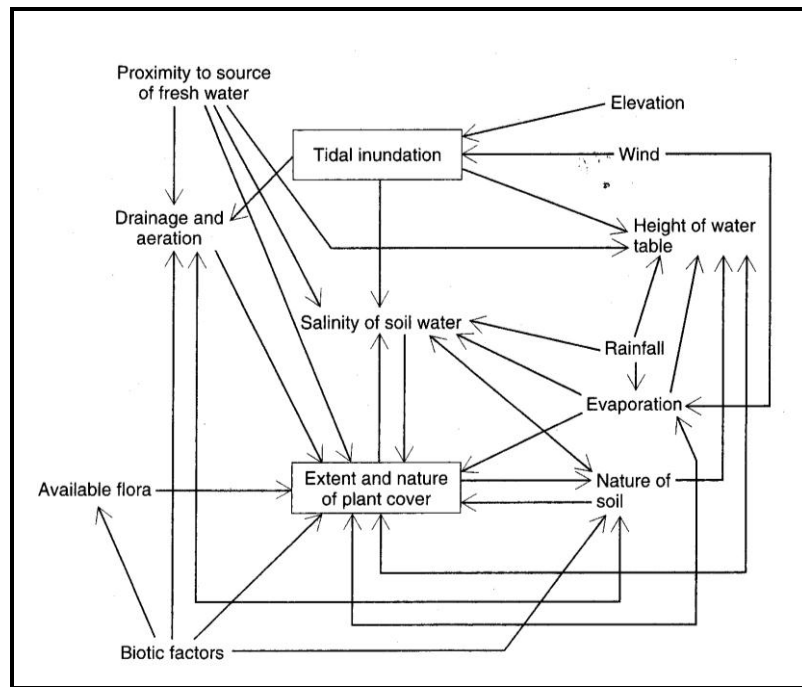 Proximity to source
of fresh water
Elevation
Tidal inundation
Wind
Drainage and
aeration
Height of water
table
Salinity of soil water
Rainfall
Evaporation
Available flora
Extent and nature
of plant cover
Nature of
soil
Biotic factors